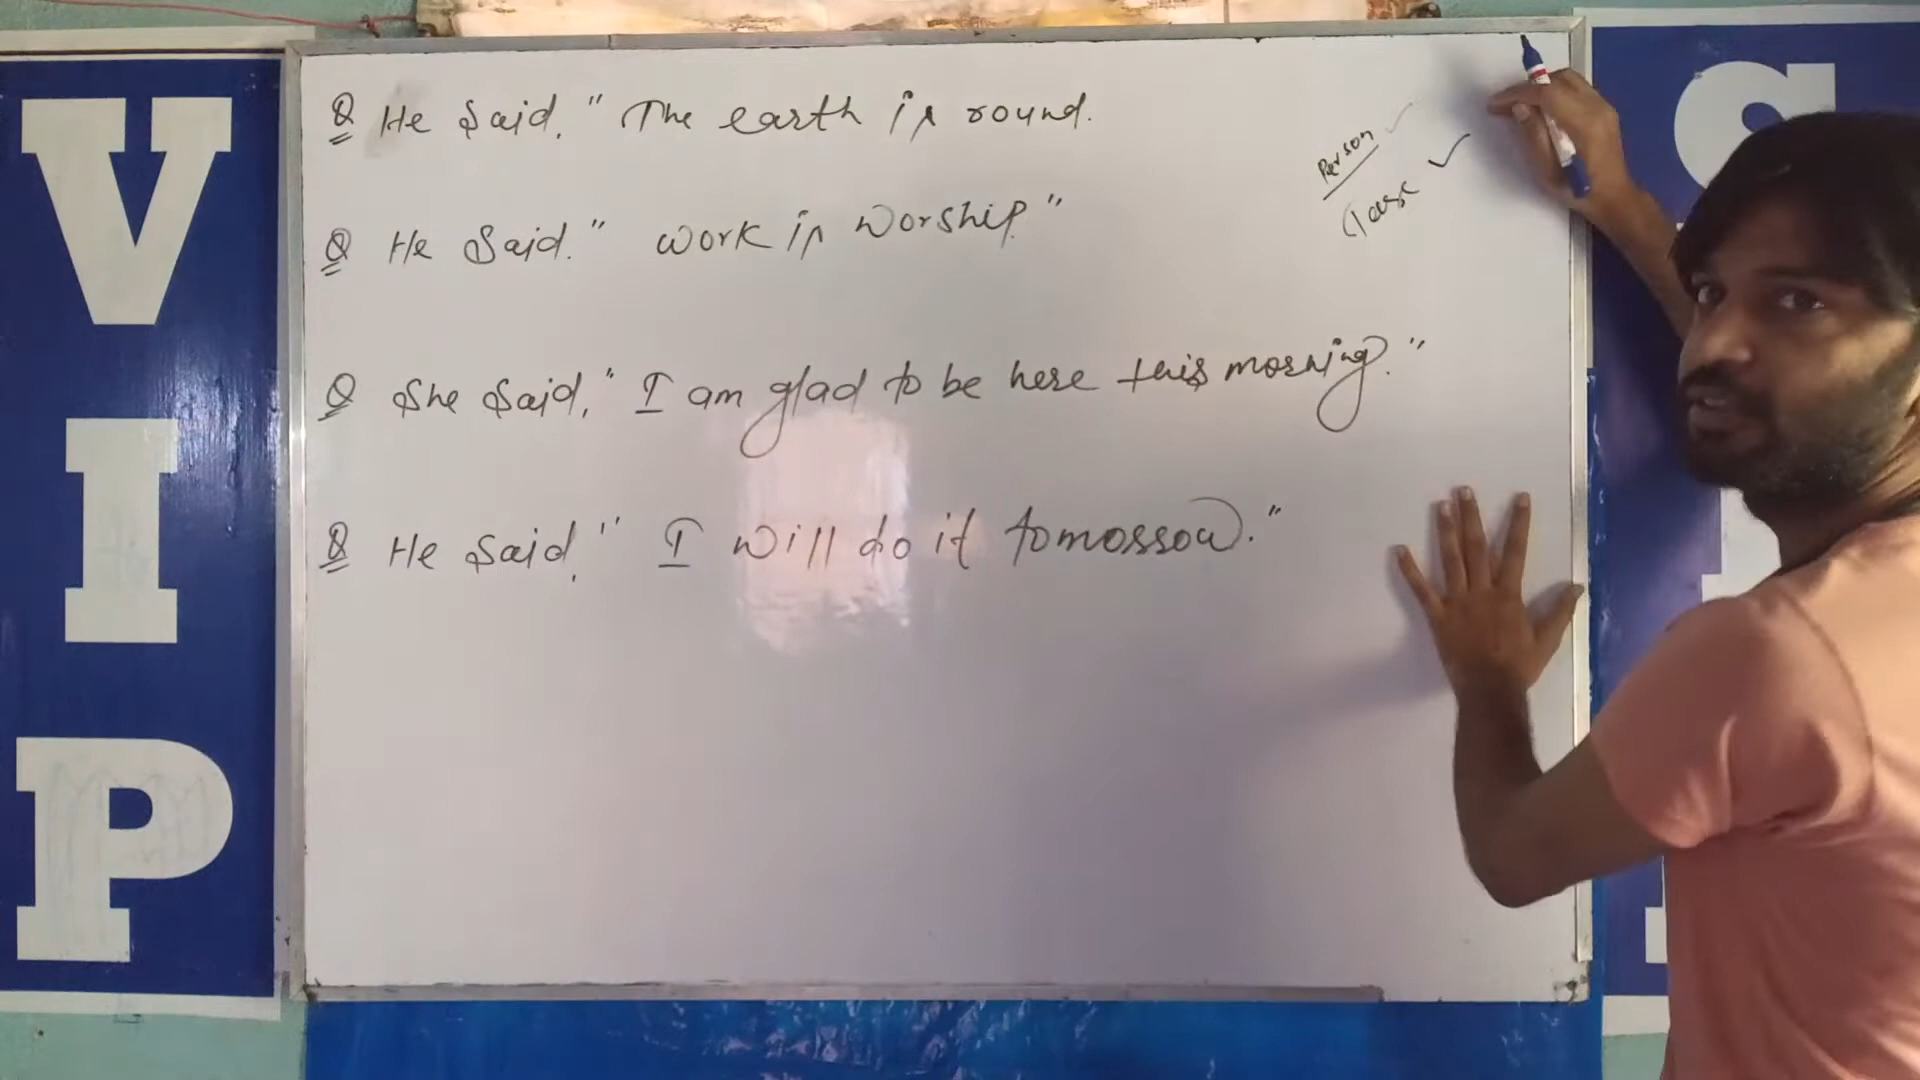 VIP
Q He Said, " The earth is round.
Q He Said." work is worship."
Q She Said, " I am glad to be here this morning."
Q He Said, " I will do it tomorrow."
Person ✓
Tense ✓